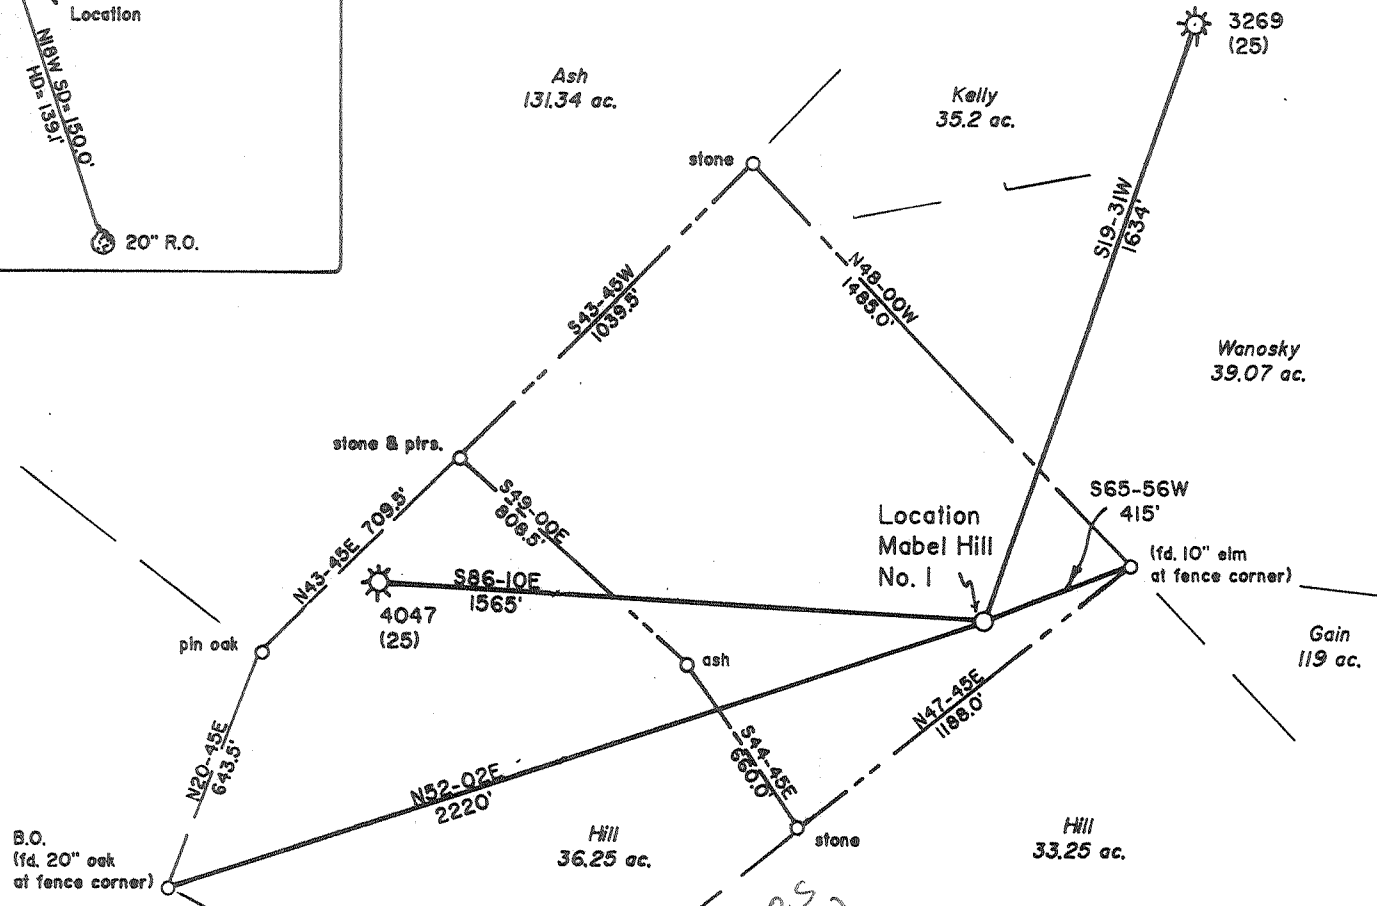 Location
N18W SD= 150.0'
HD= 139.1'
20" R.O.
3269
(25)
Ash
131.34 ac.
Kelly
35.2 ac.
stone
S19-31W
1634'
S43-45W
1039.5'
N48-00W
1485.0'
Wanosky
39.07 ac.
stone & ptrs.
S65-56W
415'
N43-45E 709.5'
S49-00E
808.5'
Location
Mabel Hill
No. 1
(fd. 10" elm
at fence corner)
S86-10E
1565'
4047
(25)
pin oak
ash
Gain
119 ac.
N47-45E
1188.0'
N20-45E
643.5'
S44-45E
660.0'
N52-02E
2220'
B.O.
(fd. 20" oak
at fence corner)
Hill
36.25 ac.
stone
Hill
33.25 ac.